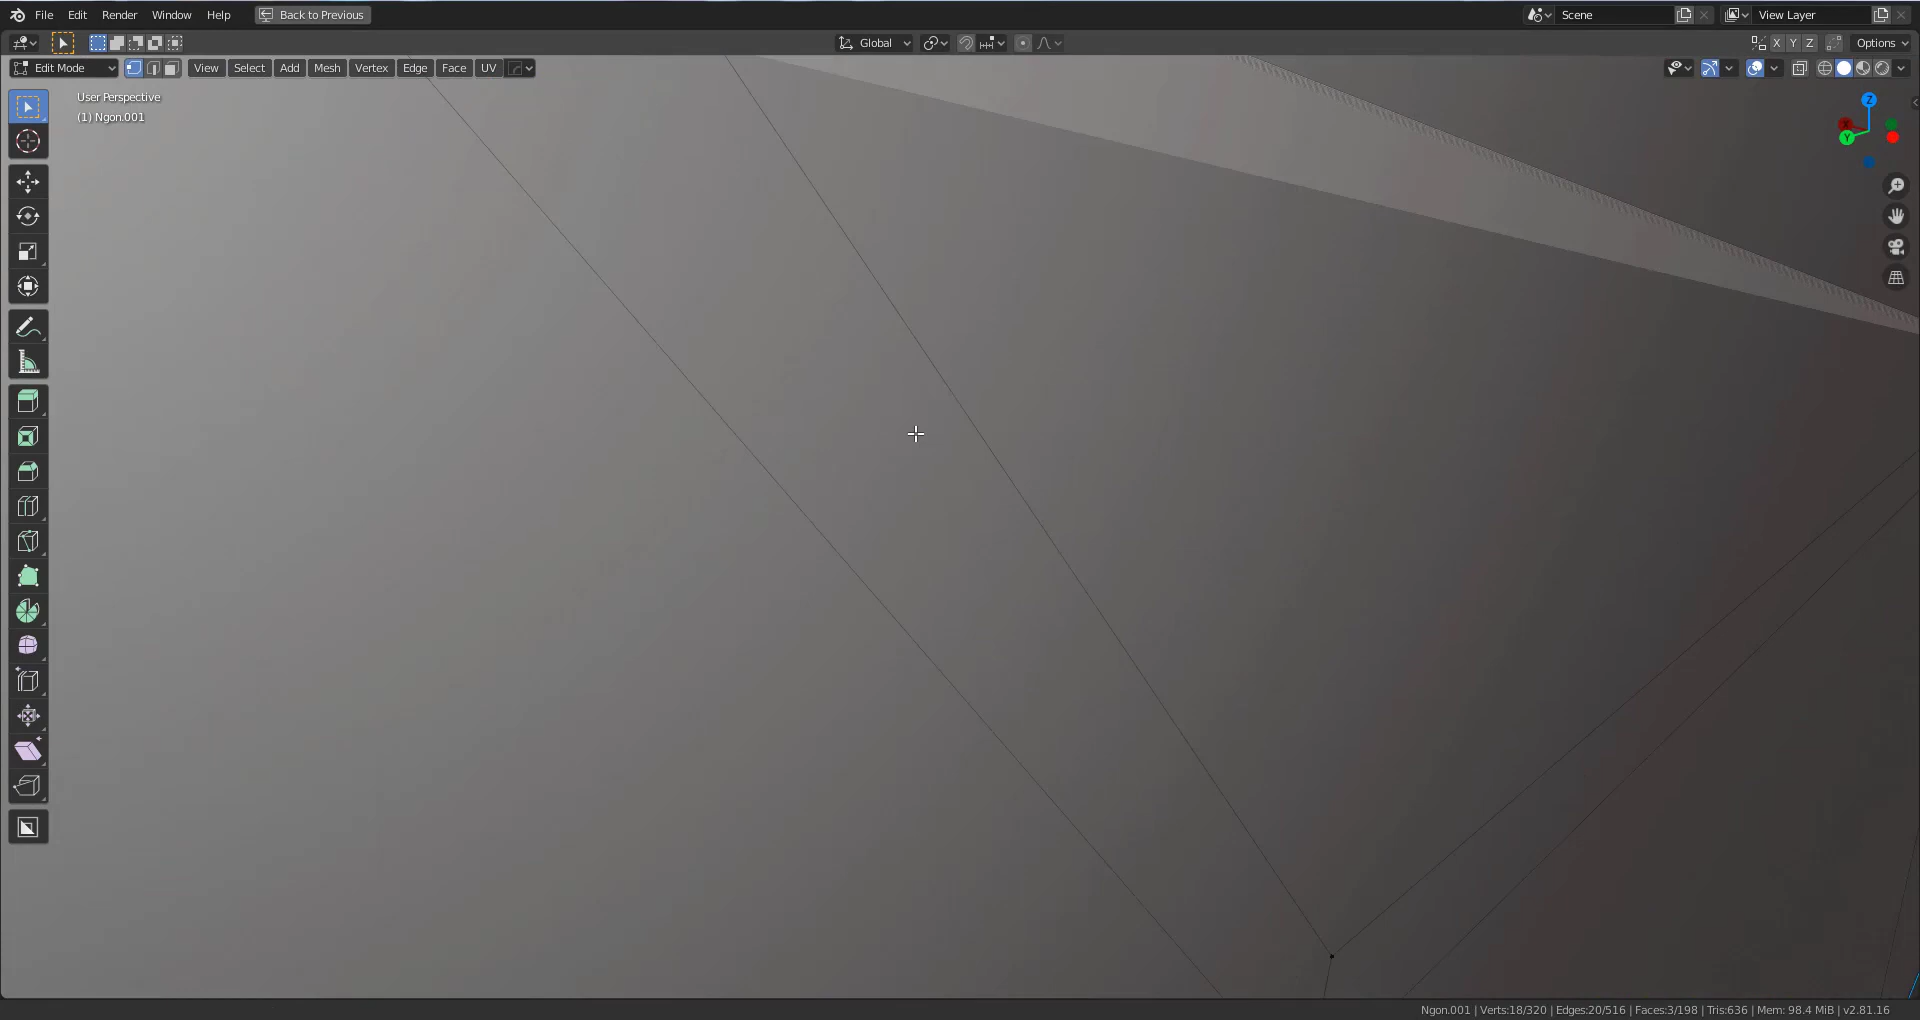 File Edit Render Window Help Back to Previous Scene View Layer
Global X Y Z Options
Edit Mode View Select Add Mesh Vertex Edge Face UV
User Perspective
(1) Ngon.001
Z
X
Y
Ngon.001 | Verts:18/320 | Edges:20/516 | Faces:3/198 | Tris:636 | Mem: 98.4 MiB | v2.81.16